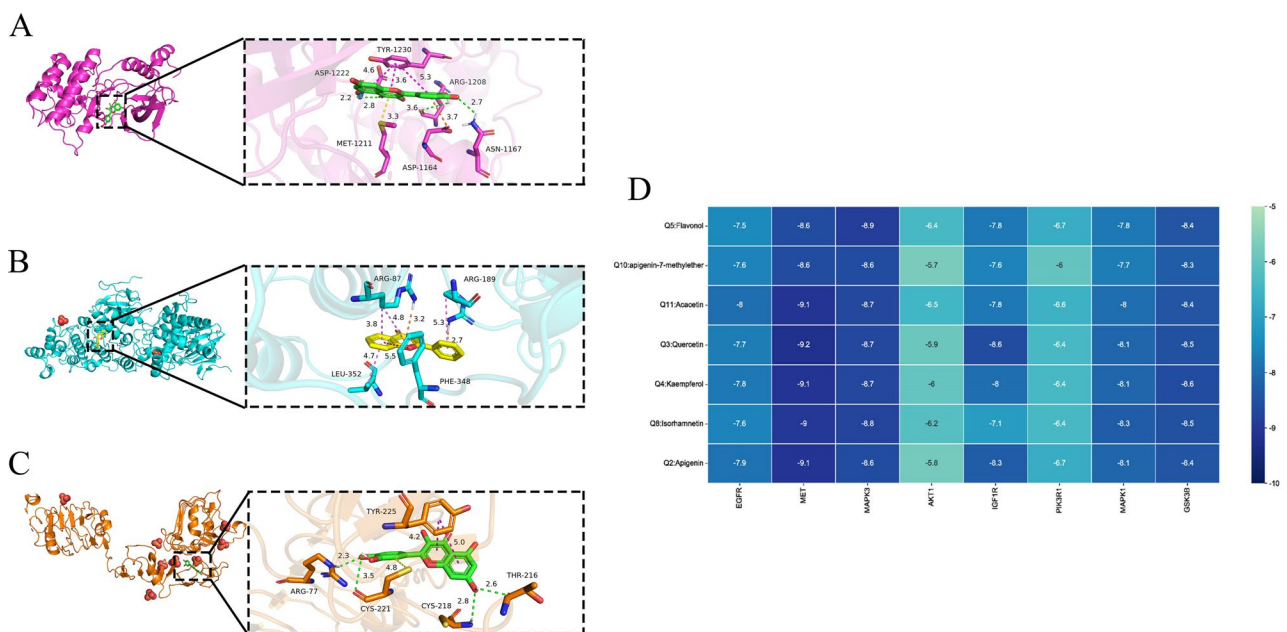 A
TYR-1230
ASP-1222
4.6
3.6
5.3
ARG-1208
2.2
2.8
3.6
2.7
3.3
3.7
MET-1211
ASP-1164
ASN-1167
B
ARG-87
ARG-189
3.8
4.8
3.2
5.3
2.7
4.7
5.5
LEU-352
PHE-348
C
TYR-225
4.2
5.0
2.3
3.5
4.8
2.6
2.8
ARG-77
CYS-221
CYS-218
THR-216
D
Q5:Flavonol -7.5 -8.6 -8.9 -6.4 -7.8 -6.7 -7.8 -8.4
Q10:apigenin-7-methylether -7.6 -8.6 -8.6 -5.7 -7.6 -6 -7.7 -8.3
Q11:Acacetin -8 -9.1 -8.7 -6.5 -7.8 -6.6 -8 -8.4
Q3:Quercetin -7.7 -9.2 -8.7 -5.9 -8.6 -6.4 -8.1 -8.5
Q4:Kaempferol -7.8 -9.1 -8.7 -6 -8 -6.4 -8.1 -8.6
Q8:Isorhamnetin -7.6 -9 -8.8 -6.2 -7.1 -6.4 -8.3 -8.5
Q2:Apigenin -7.9 -9.1 -8.6 -5.8 -8.3 -6.7 -8.1 -8.4
EGFR MET MAPK3 AKT1 IGF1R PIK3R1 MAPK1 GSK3B
-5
-6
-7
-8
-9
-10